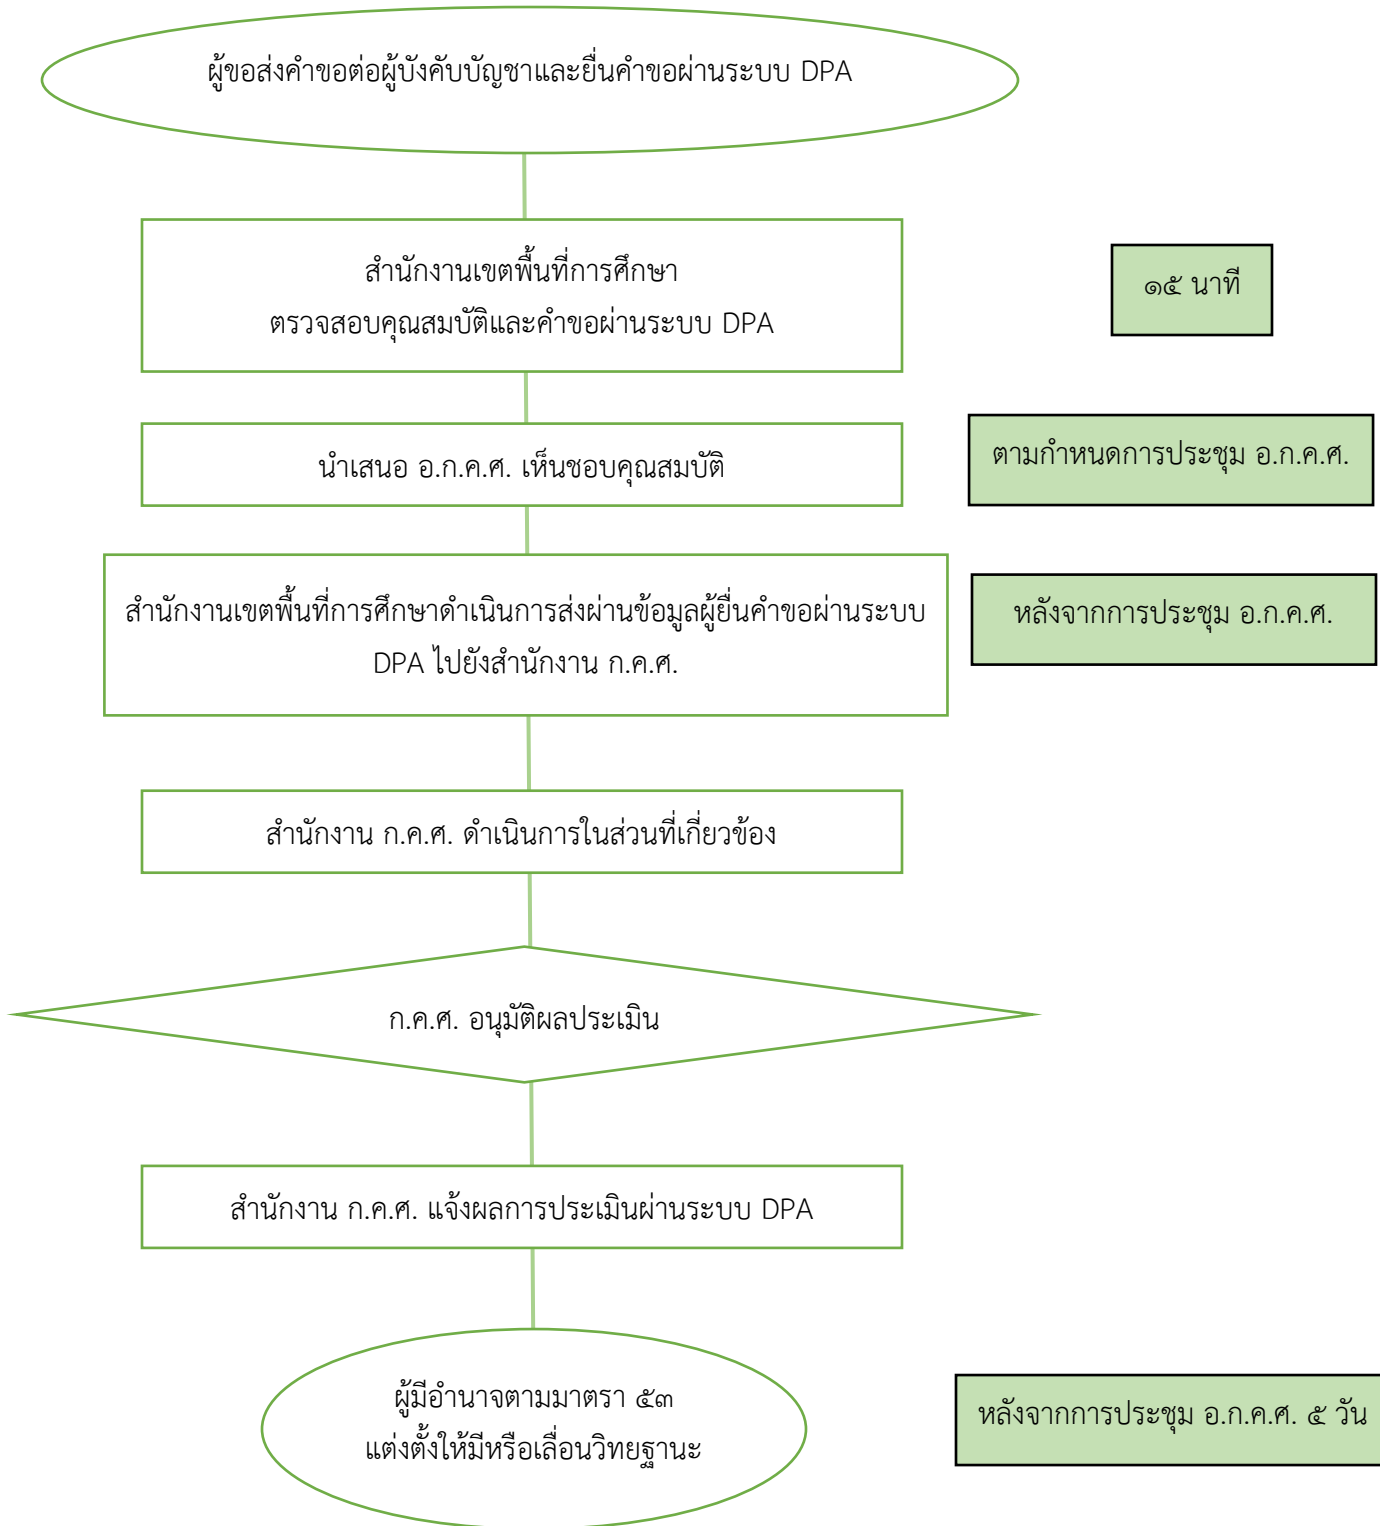 ผู้ขอส่งคำขอต่อผู้บังคับบัญชาและยื่นคำขอผ่านระบบ DPA
สำนักงานเขตพื้นที่การศึกษา
ตรวจสอบคุณสมบัติและคำขอผ่านระบบ DPA
๑๕ นาที
นำเสนอ อ.ก.ค.ศ. เห็นชอบคุณสมบัติ
ตามกำหนดการประชุม อ.ก.ค.ศ.
สำนักงานเขตพื้นที่การศึกษาดำเนินการส่งผ่านข้อมูลผู้ยื่นคำขอผ่านระบบ
DPA ไปยังสำนักงาน ก.ค.ศ.
หลังจากการประชุม อ.ก.ค.ศ.
สำนักงาน ก.ค.ศ. ดำเนินการในส่วนที่เกี่ยวข้อง
ก.ค.ศ. อนุมัติผลประเมิน
สำนักงาน ก.ค.ศ. แจ้งผลการประเมินผ่านระบบ DPA
ผู้มีอำนาจตามมาตรา ๕๓
แต่งตั้งให้มีหรือเลื่อนวิทยฐานะ
หลังจากการประชุม อ.ก.ค.ศ. ๕ วัน